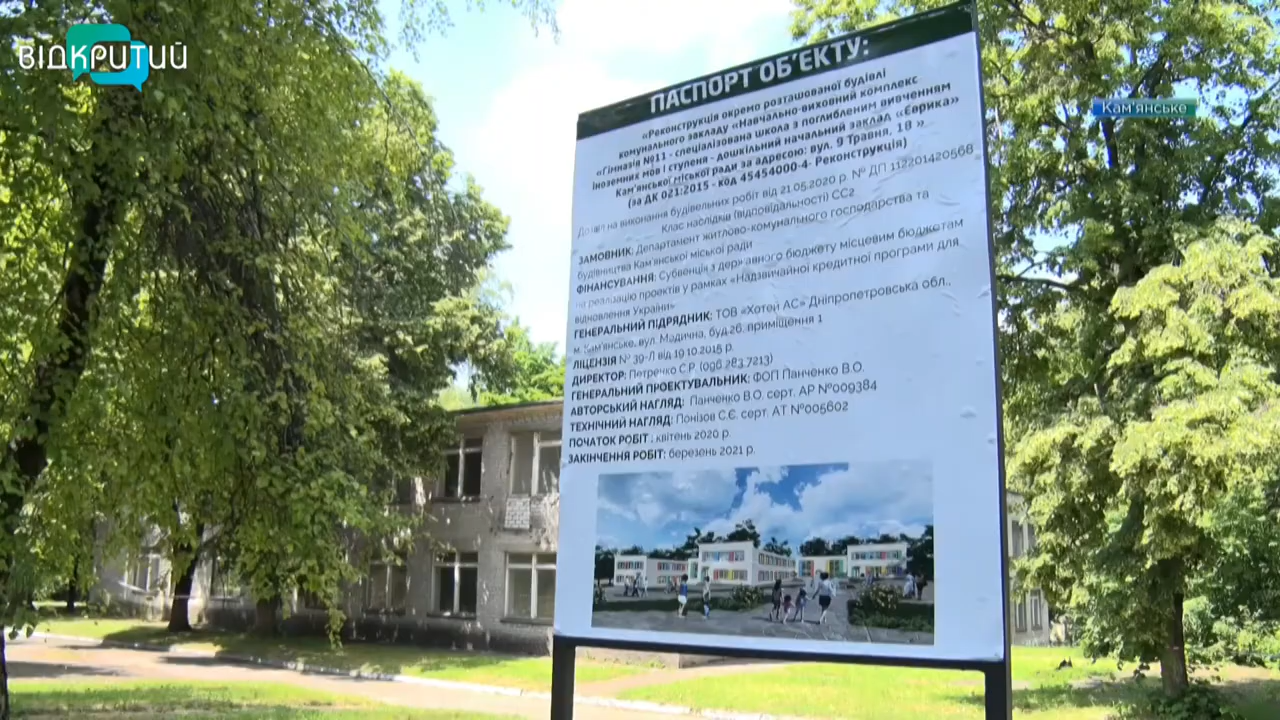 ВІДКРИТИЙ
Кам'янське
ПАСПОРТ ОБ'ЄКТУ:
«Реконструкція окремо розташованої будівлі
комунального закладу «Навчально-виховний комплекс
«Гімназія №11 - спеціалізована школа з поглибленим вивченням
іноземних мов І ступеня - дошкільний начальний заклад «Еврика»
Кам'янської міської ради за адресою: вул. 9 Травня, 18 »
(за ДК 021:2015 - код 45454000-4- Реконструкція)
Дозвіл на виконання будівельних робіт від 21.05.2020 р. № ДП 112201420568
Клас наслідків (відповідальності) СС2
ЗАМОВНИК: Департамент житлово-комунального господарства та
будівництва Кам'янської міської ради
ФІНАНСУВАННЯ: Субвенція з державного бюджету місцевим бюджетам
на реалізацію проектів у рамках «Надзвичайної кредитної програми для
відновлення України»
ГЕНЕРАЛЬНИЙ ПІДРЯДНИК: ТОВ «Хотей АС» Дніпропетровська обл.,
м. Кам'янське, вул. Медична, буд.2б, приміщення 1
ЛІЦЕНЗІЯ № 39-Л від 19.10.2015 р.
ДИРЕКТОР: Петречко С.Р. (096 283 7213)
ГЕНЕРАЛЬНИЙ ПРОЕКТУВАЛЬНИК: ФОП Панченко В.О.
АВТОРСЬКИЙ НАГЛЯД: Панченко В.О. серт. АР №009384
ТЕХНІЧНИЙ НАГЛЯД: Понізов С.Є. серт. АТ №005602
ПОЧАТОК РОБІТ : квітень 2020 р.
ЗАКІНЧЕННЯ РОБІТ: березень 2021 р.